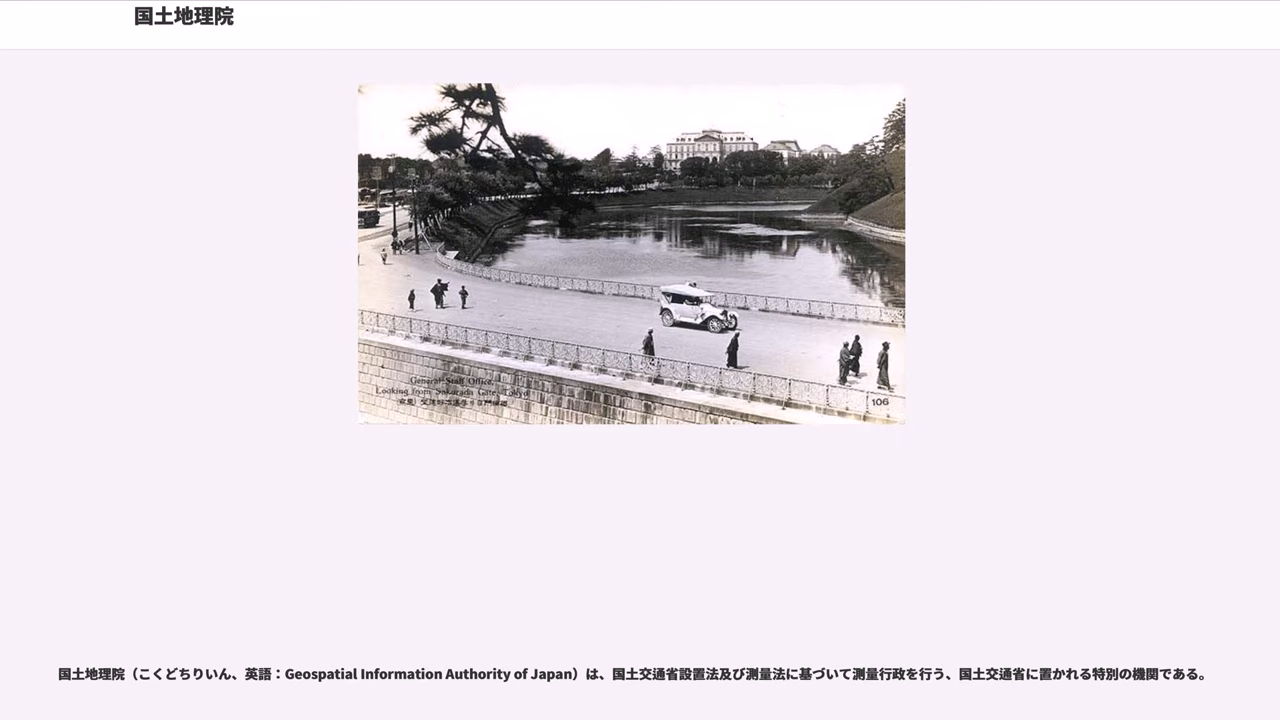 国土地理院
General Staff Office,
Looking from Sakurada Gate, Tokyo
106
国土地理院（こくどちりいん、英語：Geospatial Information Authority of Japan）は、国土交通省設置法及び測量法に基づいて測量行政を行う、国土交通省に置かれる特別の機関である。